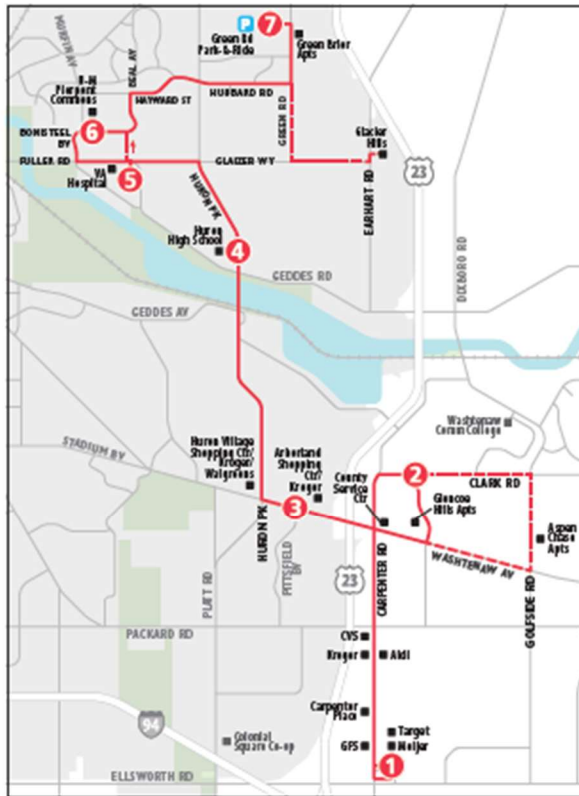 MURFIN AV
BEAL AV
P
Green Rd
Park-&-Ride
7
Green Brier
Apts
U-M
Pierpont
Commons
HAYWARD ST
HUBBARD RD
GREEN RD
BONISTEEL
BV
6
Glacier
Hills
FULLER RD
VA
Hospital
5
GLACIER WY
EARHART RD
23
HURON PK
Huron
High School
4
GEDDES RD
DIXBORO RD
GEDDES AV
STADIUM BV
Washtenaw
Comm College
Huron Village
Shopping Ctr/
Kroger/
Walgreens
Arborland
Shopping
Ctr/
Kroger
County
Service
Ctr
2
CLARK RD
Glencoe
Hills Apts
3
HURON PK
Aspen
Chase
Apts
WASHTENAW AV
PITTSFIELD
BV
PLATT RD
23
CARPENTER RD
GOLFSIDE RD
PACKARD RD
CVS
Kroger
Aldi
Carpenter
Place
94
Colonial
Square Co-op
Target
GFS
Meijer
1
ELLSWORTH RD